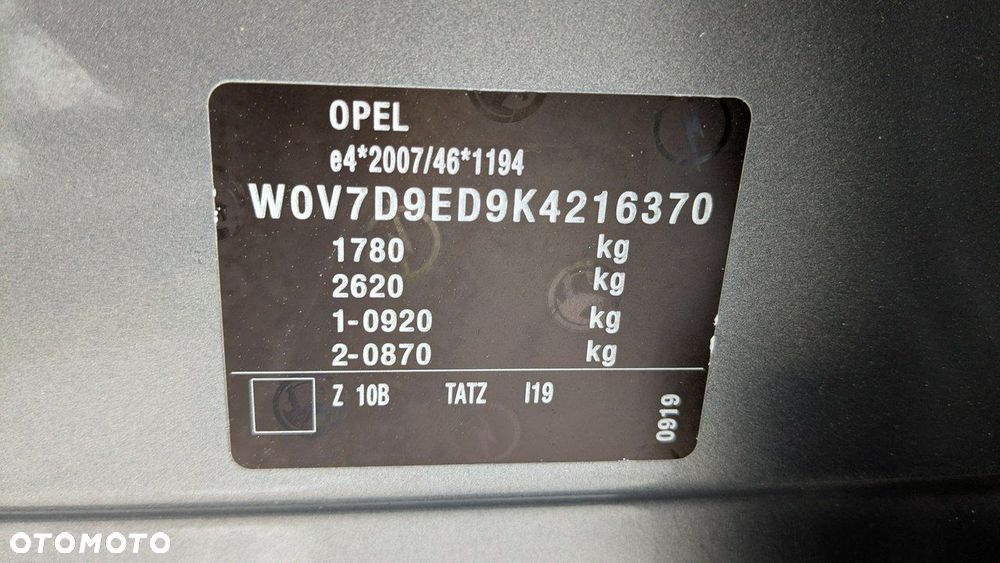 OPEL
e4*2007/46*1194
W0V7D9ED9K4216370
1780 kg
2620 kg
1-0920 kg
2-0870 kg
Z 10B TATZ I19
0919
OTOMOTO